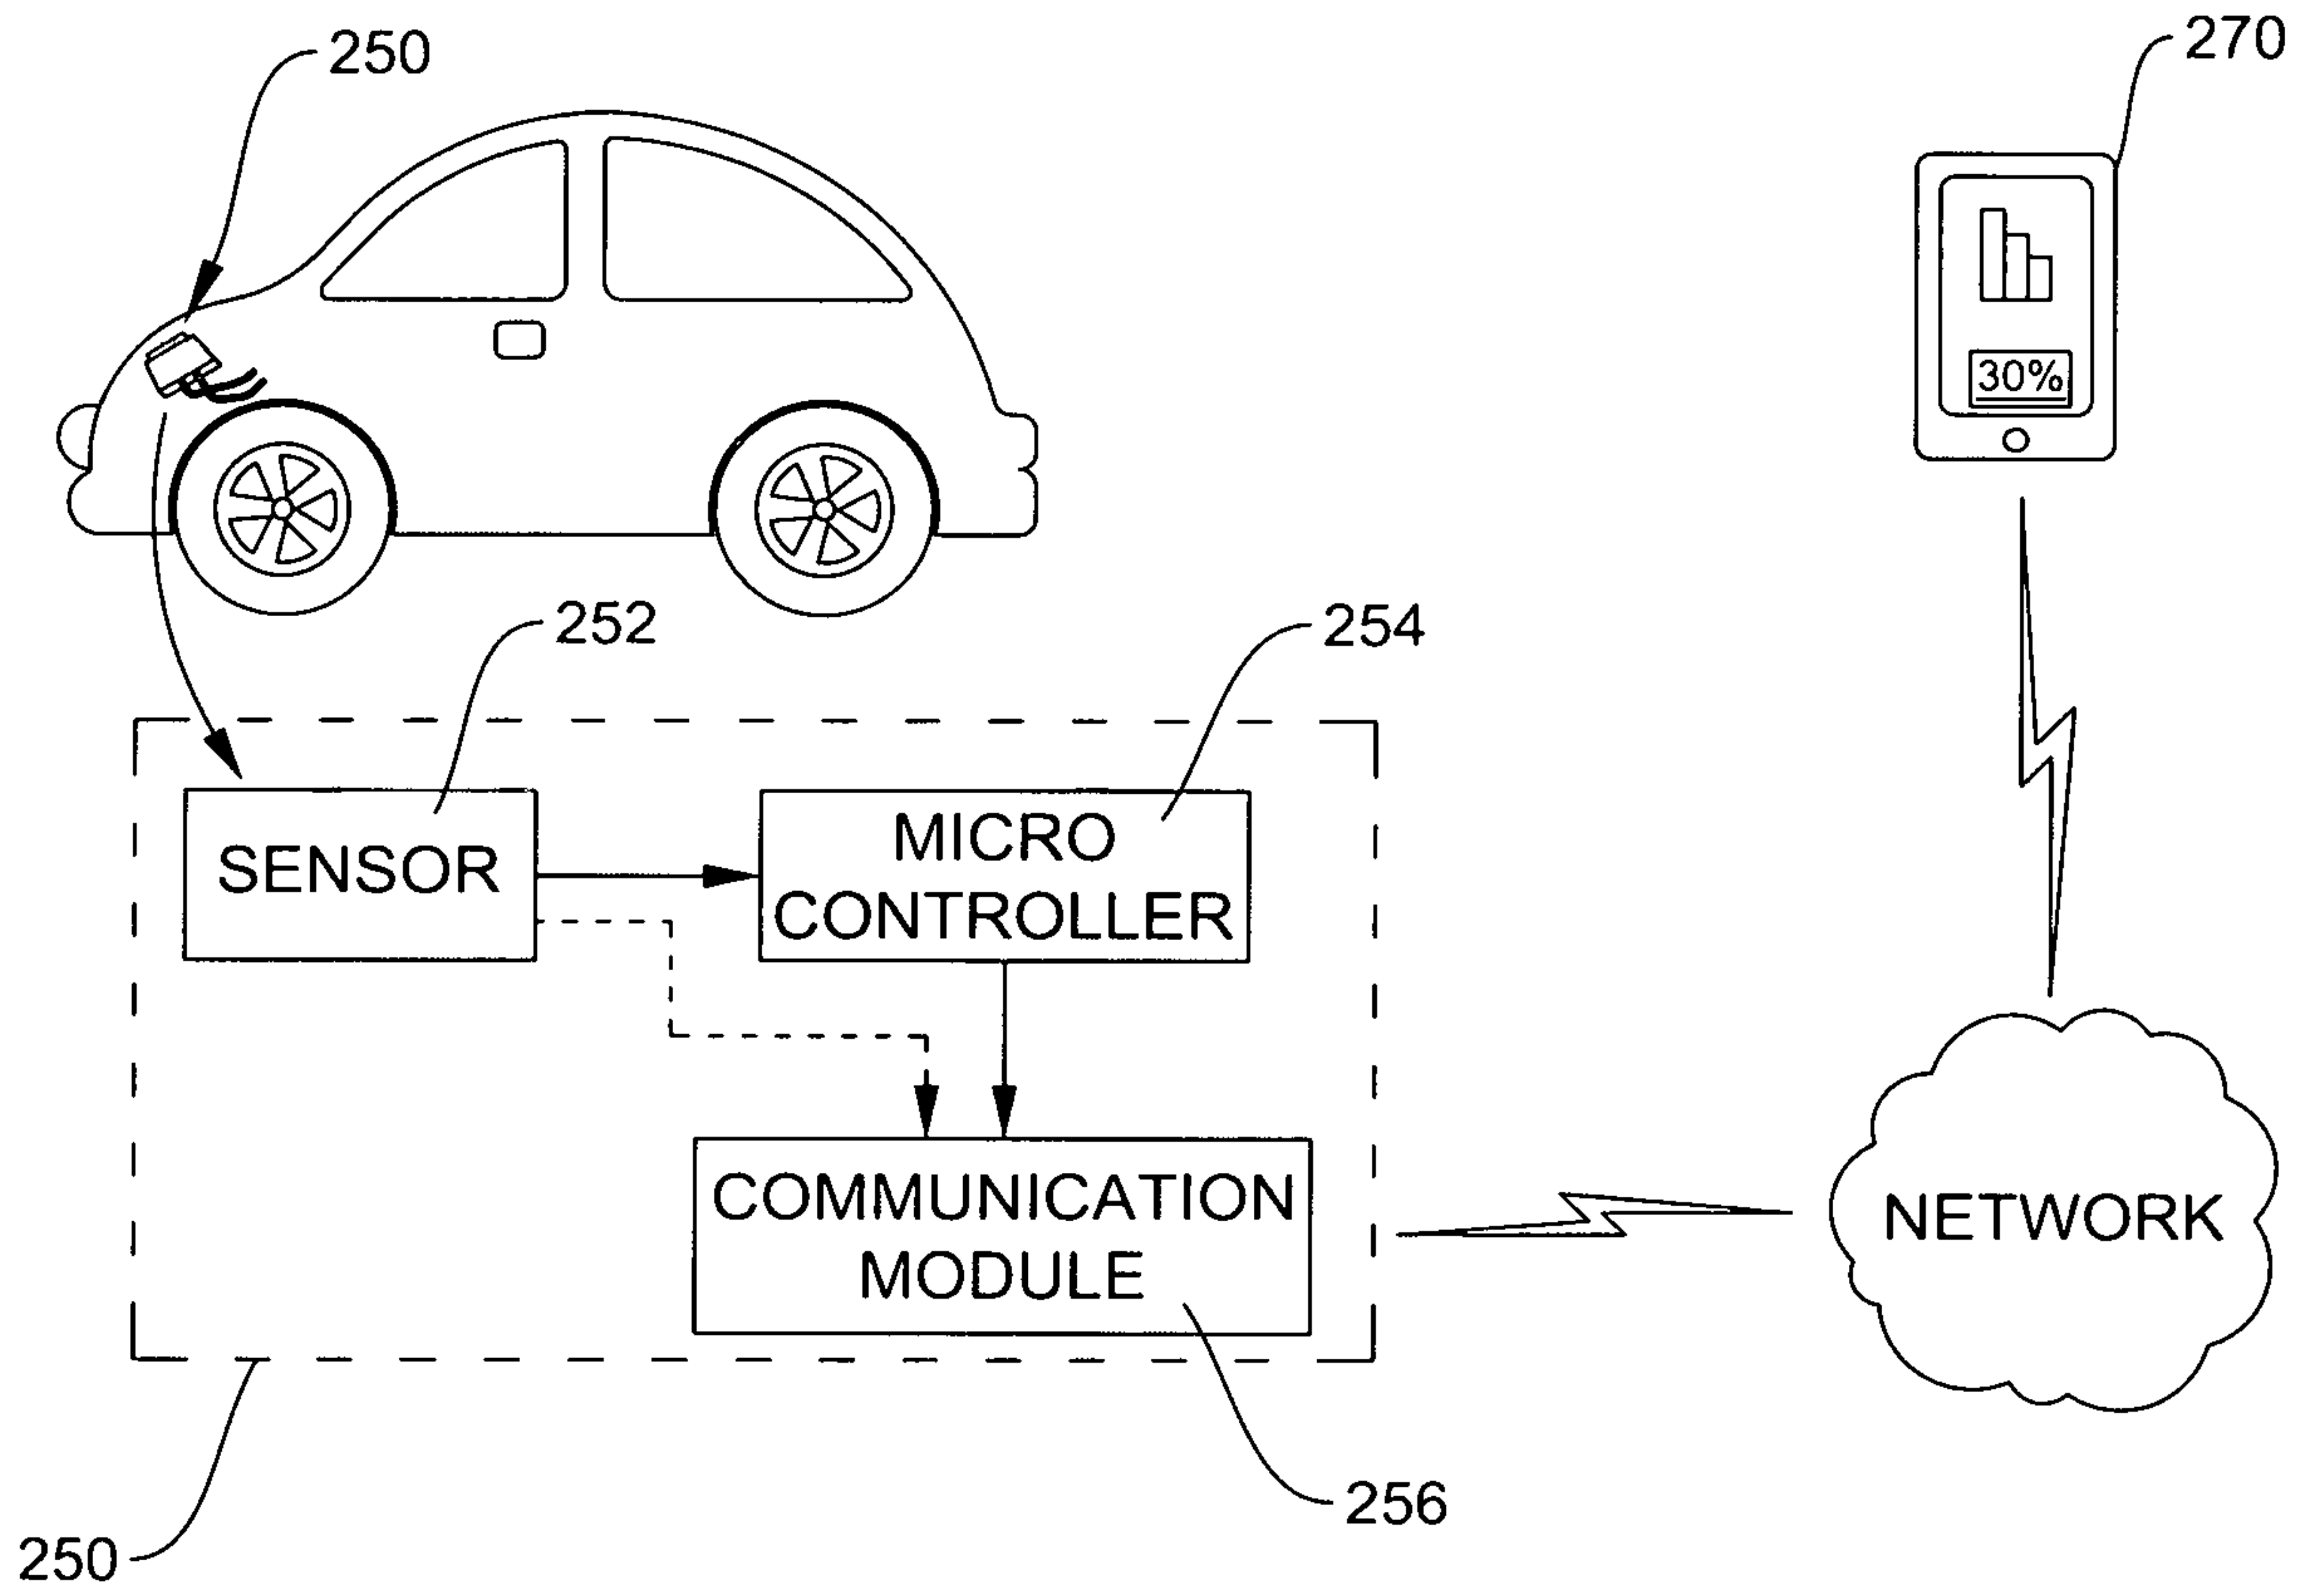 250
270
30%
252
254
SENSOR
MICRO
CONTROLLER
COMMUNICATION
MODULE
NETWORK
256
250